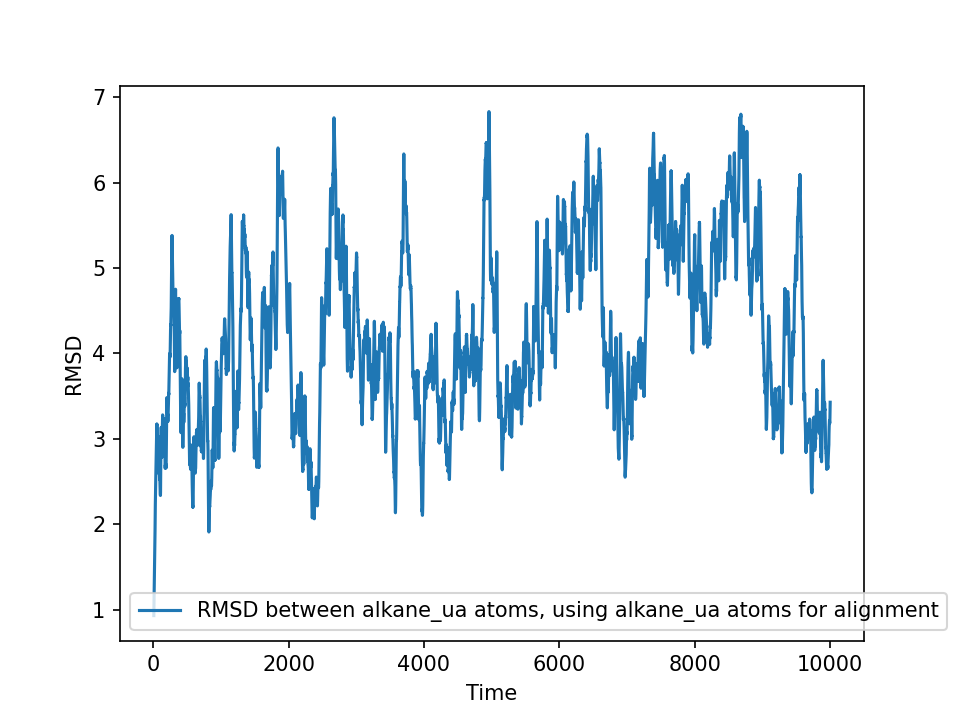 7
6
5
4
3
2
1
RMSD
RMSD between alkane_ua atoms, using alkane_ua atoms for alignment
0 2000 4000 6000 8000 10000
Time